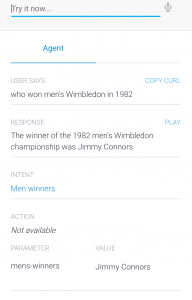 Try it now...
Agent
USER SAYS COPY CURL
who won men's Wimbledon in 1982
RESPONSE PLAY
The winner of the 1982 men's Wimbledon
championship was Jimmy Connors
INTENT
Men winners
ACTION
Not available
PARAMETER VALUE
mens-winners Jimmy Connors